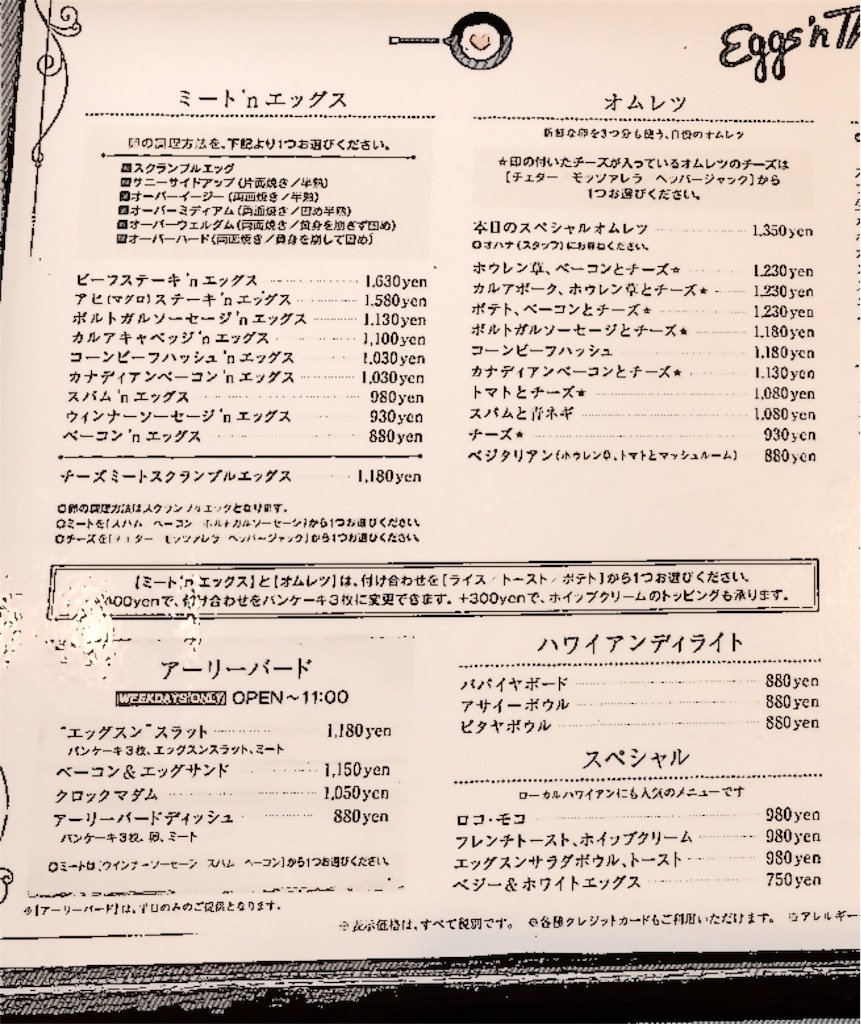 Eggs'n Th
ミート'nエッグス
卵の調理方法を、下記より1つお選びください。
スクランブルエッグ
サニーサイドアップ(片面焼き/半熟)
オーバーイージー(両面焼き/半熟)
オーバーミディアム(両面焼き/固め半熟)
オーバーウェルダム(両面焼き/黄身を崩さず固め)
オーバーハード(両面焼き/黄身を崩して固め)
ビーフステーキ'nエッグス 1,630yen
アヒ(マグロ)ステーキ'nエッグス 1,580yen
ポルトガルソーセージ'nエッグス 1,130yen
カルアキャベッジ'nエッグス 1,100yen
コーンビーフハッシュ'nエッグス 1,030yen
カナディアンベーコン'nエッグス 1,030yen
スパム'nエッグス 980yen
ウィンナーソーセージ'nエッグス 930yen
ベーコン'nエッグス 880yen
チーズミートスクランブルエッグス 1,180yen
◎卵の調理方法はスクランブルエッグとなります。
◎ミートを[スパム ベーコン ポルトガルソーセージ]から1つお選びください。
◎チーズを[チェダー モッツァレラ ペッパージャック]から1つお選びください。
オムレツ
新鮮な卵を3つ分も使う、自慢のオムレツ
★印の付いたチーズが入っているオムレツのチーズは
[チェダー モッツァレラ ペッパージャック]から
1つお選びください。
本日のスペシャルオムレツ 1,350yen
◎オハナ(スタッフ)にお尋ねください。
ホウレン草、ベーコンとチーズ★ 1,230yen
カルアポーク、ホウレン草とチーズ★ 1,230yen
ポテト、ベーコンとチーズ★ 1,230yen
ポルトガルソーセージとチーズ★ 1,180yen
コーンビーフハッシュ 1,180yen
カナディアンベーコンとチーズ★ 1,130yen
トマトとチーズ★ 1,080yen
スパムと青ネギ 1,080yen
チーズ★ 930yen
ベジタリアン(ホウレン草、トマトとマッシュルーム) 880yen
【ミート'nエッグス】と【オムレツ】は、付け合わせを[ライス/トースト/ポテト]から1つお選びください。
00yenで、付け合わせをパンケーキ3枚に変更できます。+300yenで、ホイップクリームのトッピングも承ります。
アーリーバード
WEEKDAYS ONLY OPEN〜11:00
"エッグスン"スラット 1,180yen
パンケーキ3枚、エッグスンスラット、ミート
ベーコン&エッグサンド 1,150yen
クロックマダム 1,050yen
アーリーバードディッシュ 880yen
パンケーキ3枚、卵、ミート
◎ミートは[ウインナーソーセージ スパム ベーコン]から1つお選びください。
※【アーリーバード】は、平日のみのご提供となります。
ハワイアンディライト
パパイヤボート 880yen
アサイーボウル 880yen
ピタヤボウル 880yen
スペシャル
ローカルハワイアンにも人気のメニューです
ロコ・モコ 980yen
フレンチトースト、ホイップクリーム 980yen
エッグスンサラダボウル、トースト 980yen
ベジー&ホワイトエッグス 750yen
※表示価格は、すべて税別です。 ※各種クレジットカードもご利用いただけます。 ※アレルギー